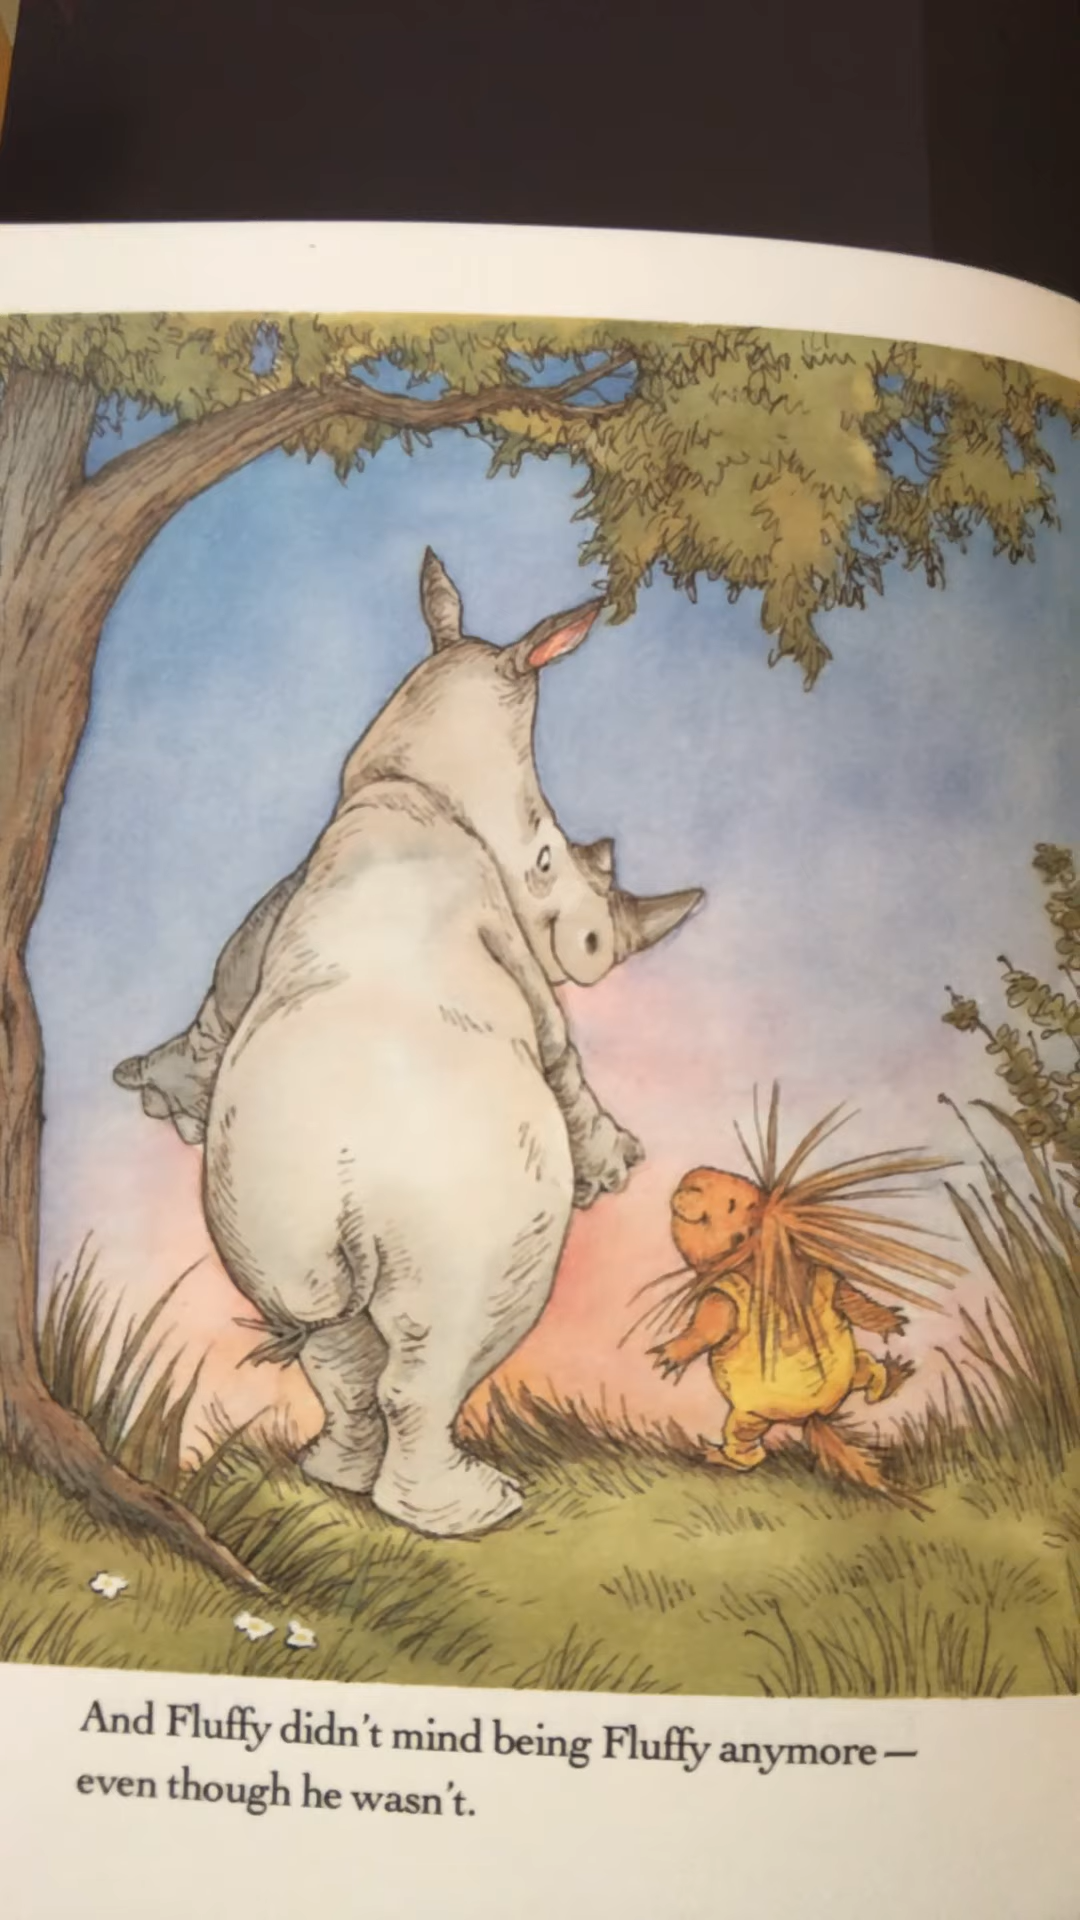 And Fluffy didn't mind being Fluffy anymore—
even though he wasn't.